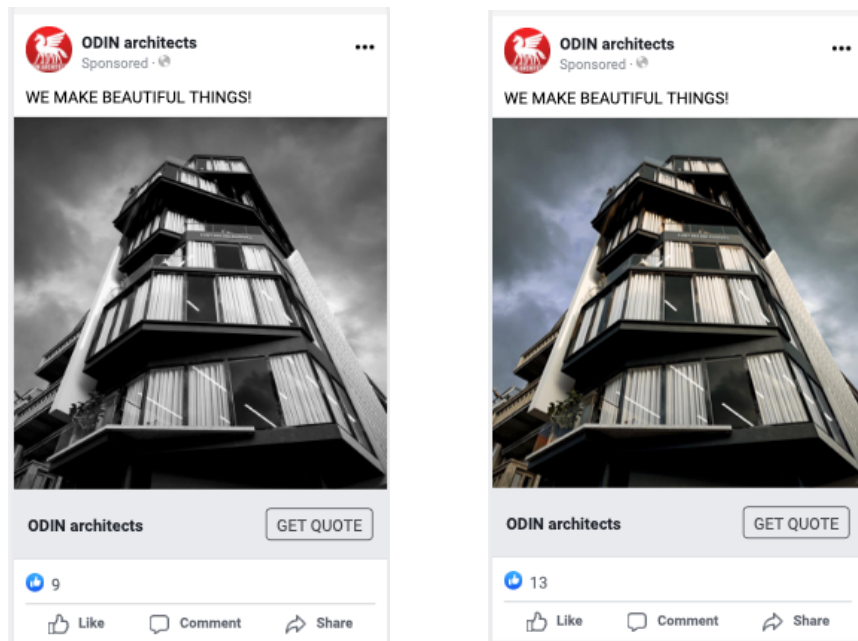 ODIN architects
Sponsored ·
WE MAKE BEAUTIFUL THINGS!
ODIN architects
GET QUOTE
9
Like
Comment
Share
ODIN architects
Sponsored ·
WE MAKE BEAUTIFUL THINGS!
ODIN architects
GET QUOTE
13
Like
Comment
Share